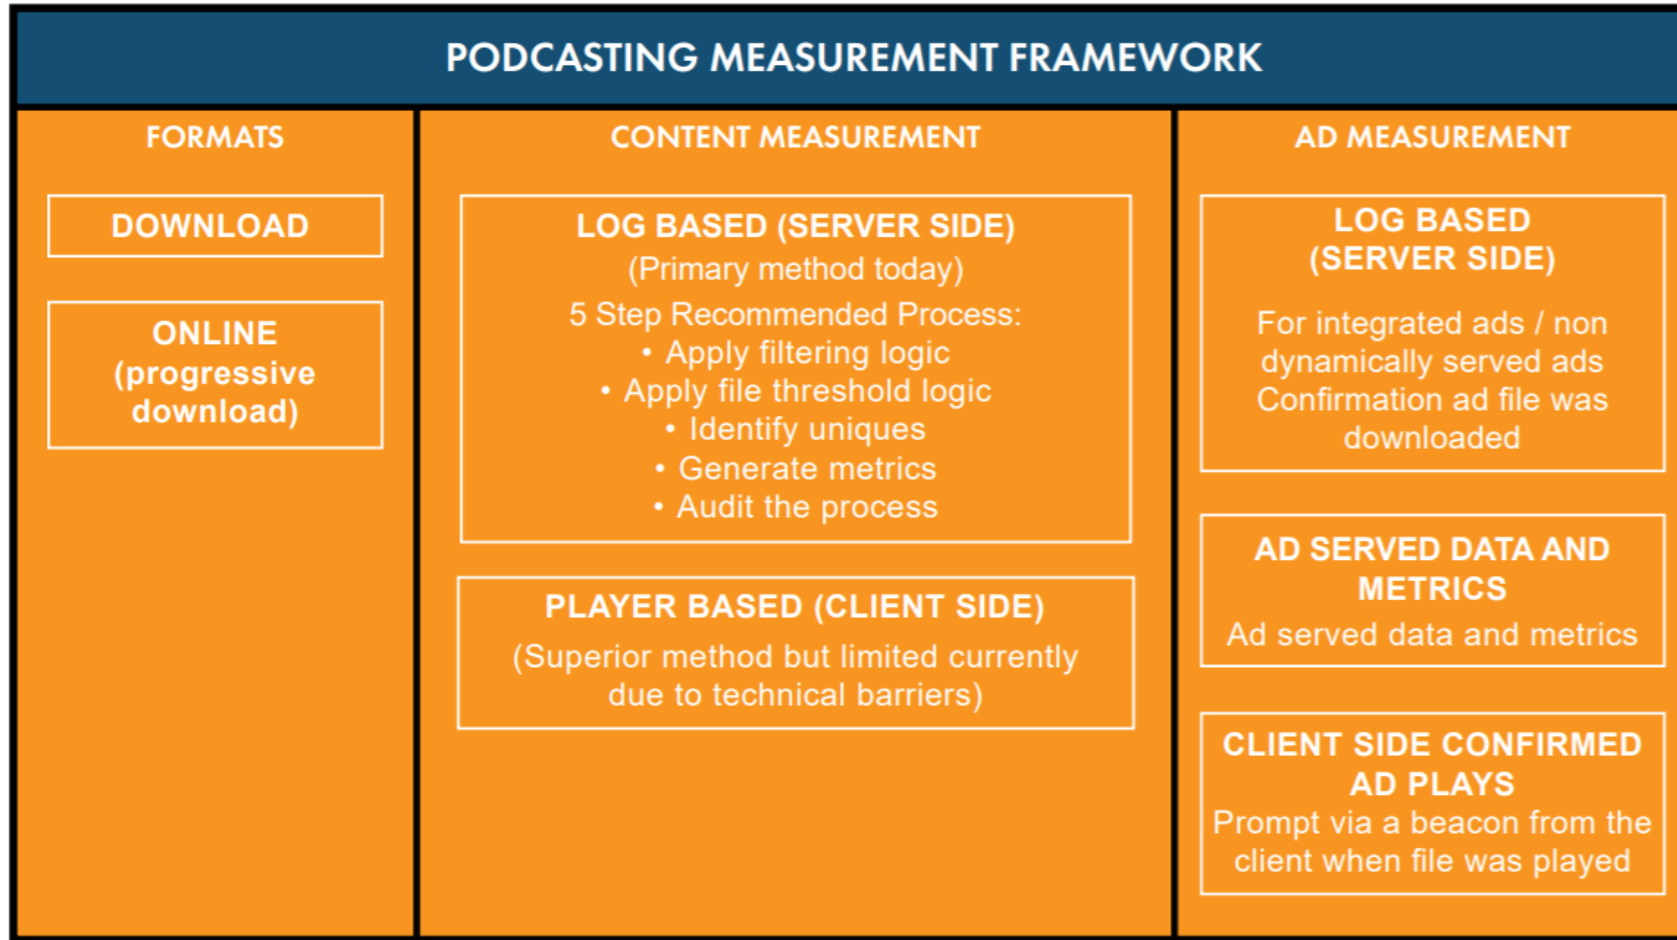 PODCASTING MEASUREMENT FRAMEWORK
FORMATS
DOWNLOAD
ONLINE
(progressive
download)
CONTENT MEASUREMENT
LOG BASED (SERVER SIDE)
(Primary method today)
5 Step Recommended Process:
• Apply filtering logic
• Apply file threshold logic
• Identify uniques
• Generate metrics
• Audit the process
PLAYER BASED (CLIENT SIDE)
(Superior method but limited currently
due to technical barriers)
AD MEASUREMENT
LOG BASED
(SERVER SIDE)
For integrated ads / non
dynamically served ads
Confirmation ad file was
downloaded
AD SERVED DATA AND
METRICS
Ad served data and metrics
CLIENT SIDE CONFIRMED
AD PLAYS
Prompt via a beacon from the
client when file was played